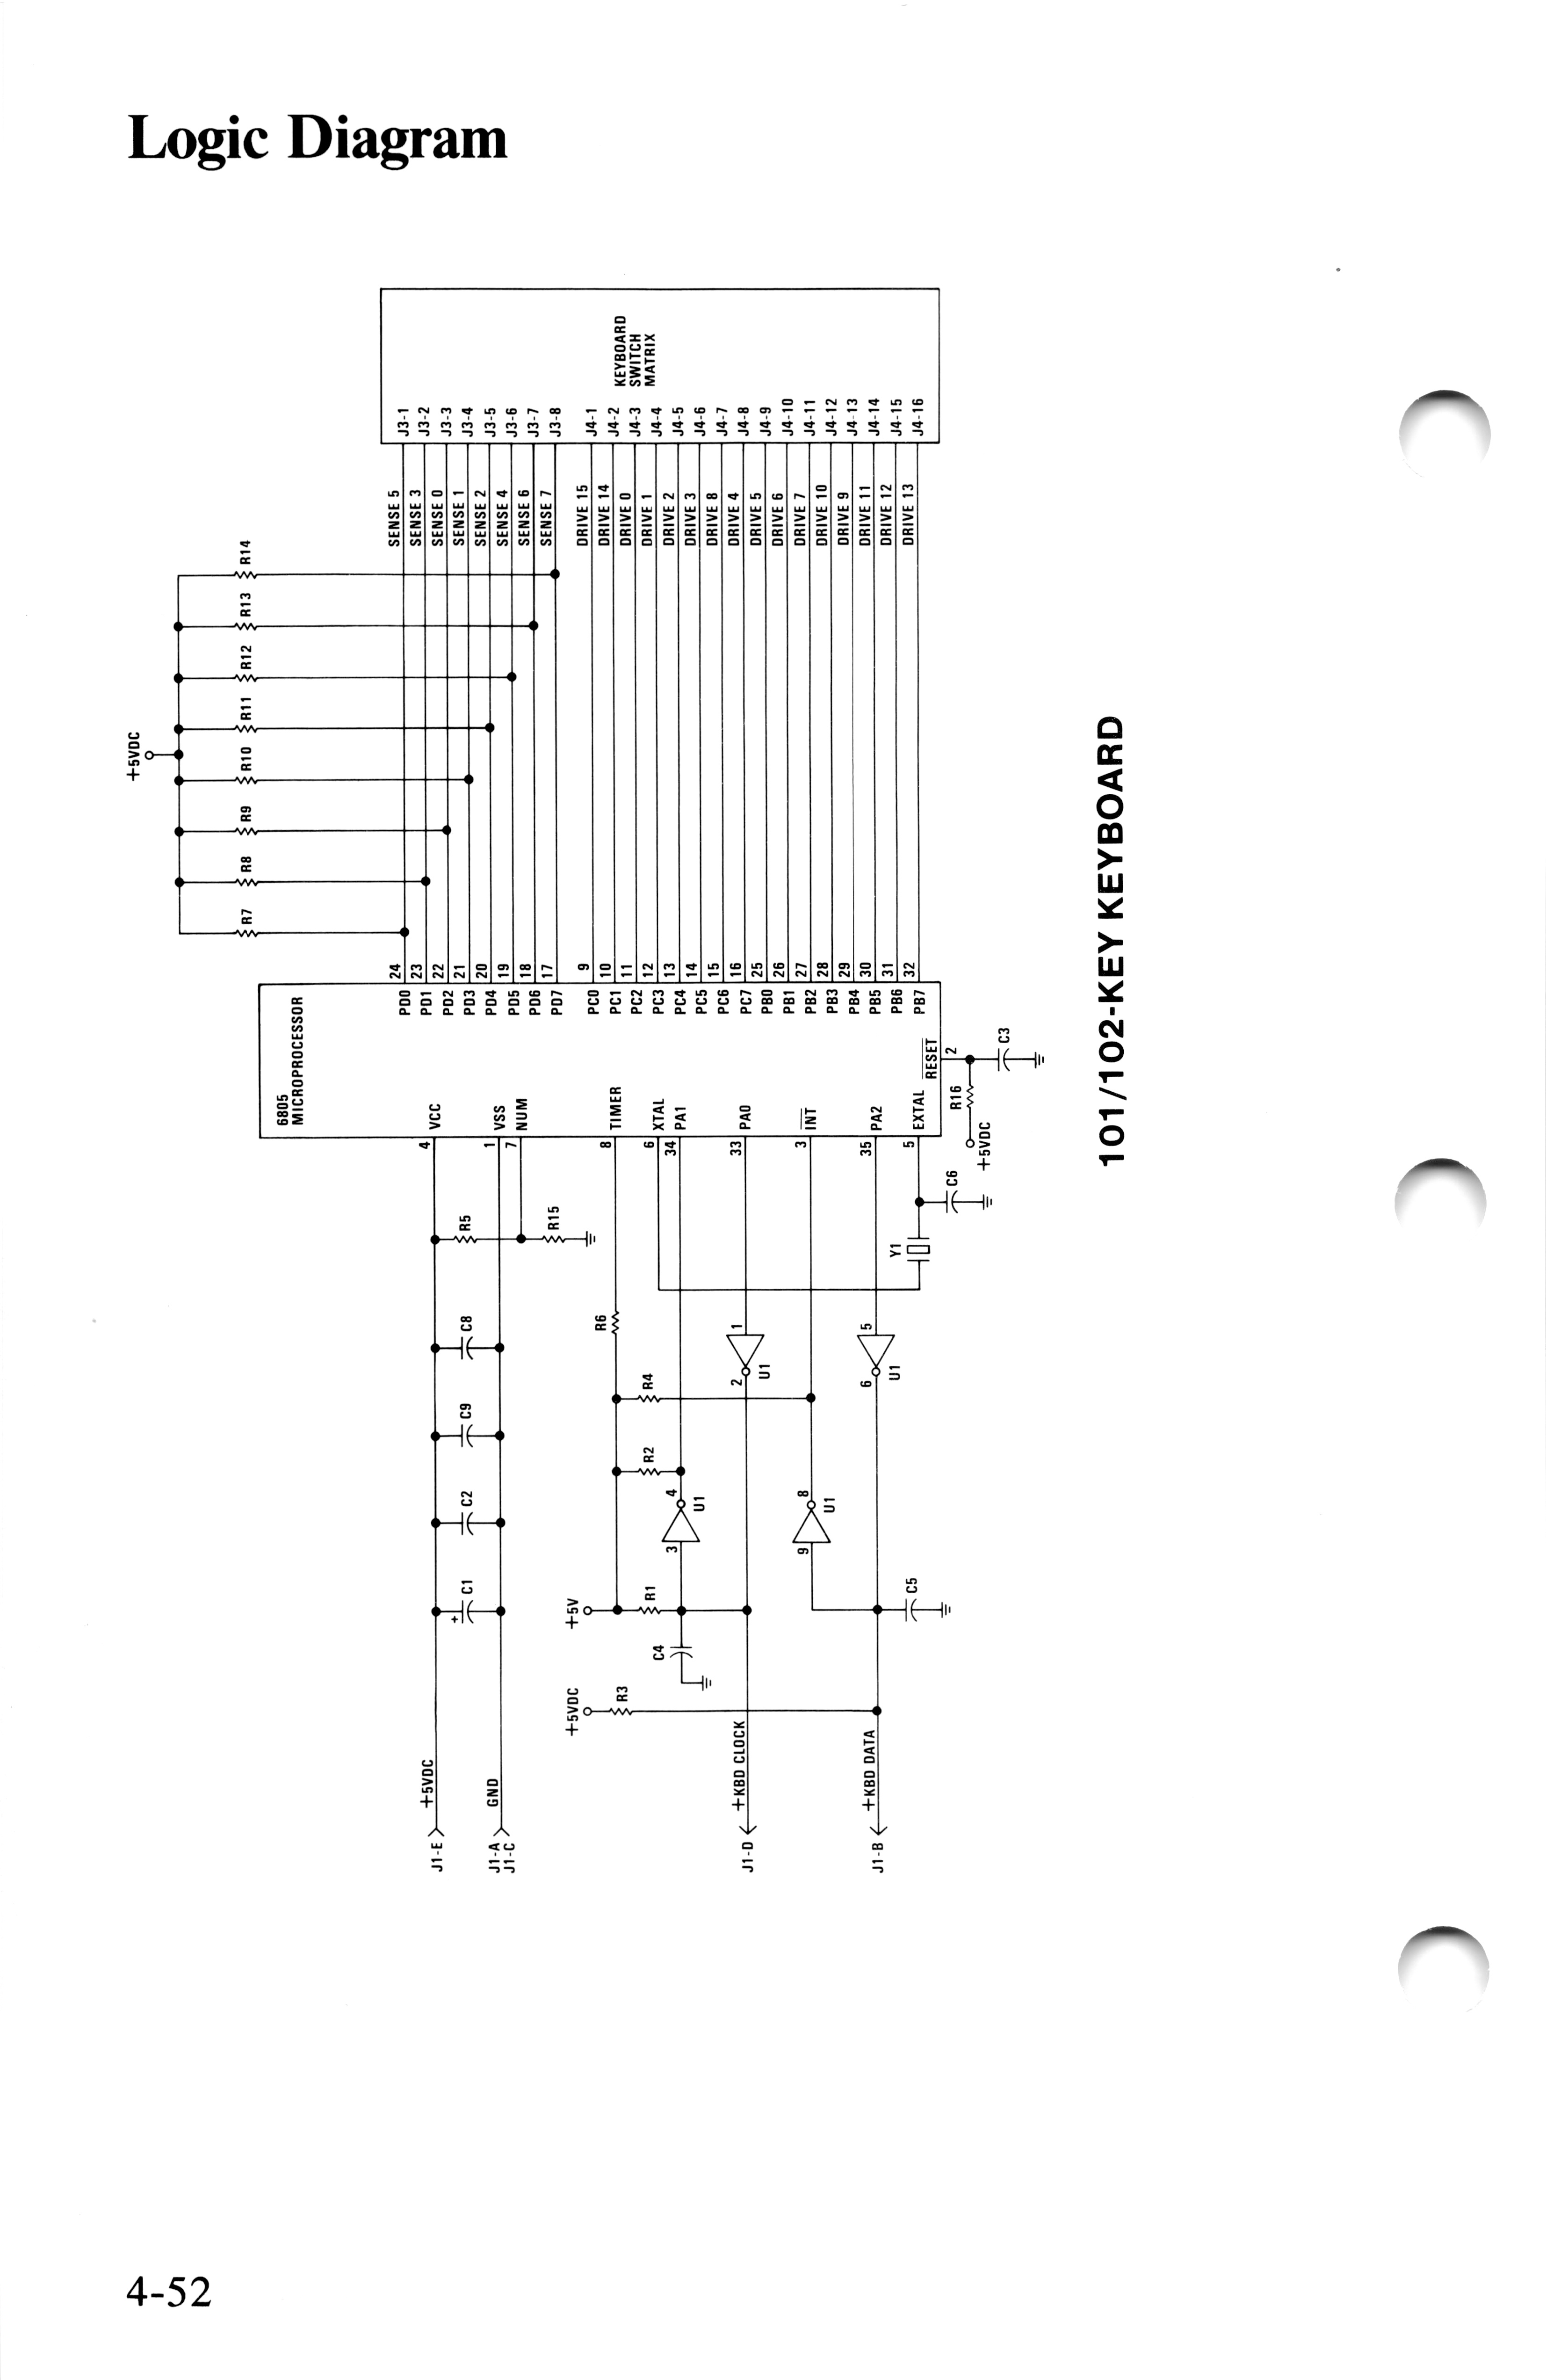 Logic Diagram
+5VDC
R7
R8
R9
R10
R11
R12
R13
R14
6805
MICROPROCESSOR
24
23
22
21
20
19
18
17
PD0
PD1
PD2
PD3
PD4
PD5
PD6
PD7
9
10
11
12
13
14
15
16
25
26
27
28
29
30
31
32
PC0
PC1
PC2
PC3
PC4
PC5
PC6
PC7
PB0
PB1
PB2
PB3
PB4
PB5
PB6
PB7
SENSE 5
SENSE 3
SENSE 0
SENSE 1
SENSE 2
SENSE 4
SENSE 6
SENSE 7
DRIVE 15
DRIVE 14
DRIVE 0
DRIVE 1
DRIVE 2
DRIVE 3
DRIVE 8
DRIVE 4
DRIVE 5
DRIVE 6
DRIVE 7
DRIVE 10
DRIVE 9
DRIVE 11
DRIVE 12
DRIVE 13
J3-1
J3-2
J3-3
J3-4
J3-5
J3-6
J3-7
J3-8
J4-1
J4-2
J4-3
J4-4
J4-5
J4-6
J4-7
J4-8
J4-9
J4-10
J4-11
J4-12
J4-13
J4-14
J4-15
J4-16
KEYBOARD
SWITCH
MATRIX
4
VCC
1
VSS
7
NUM
8
TIMER
6
XTAL
34
PA1
33
PA0
3
INT
35
PA2
5
EXTAL
RESET
2
R16
+5VDC
C3
C6
Y1
R5
R15
C8
C9
C2
+
C1
R6
R4
R2
R1
R3
C4
C5
1
2
U1
5
6
U1
3
4
U1
9
8
U1
+5V
+5VDC
+5VDC
GND
+KBD CLOCK
+KBD DATA
J1-E
J1-A
J1-C
J1-D
J1-B
101/102-KEY KEYBOARD
4-52